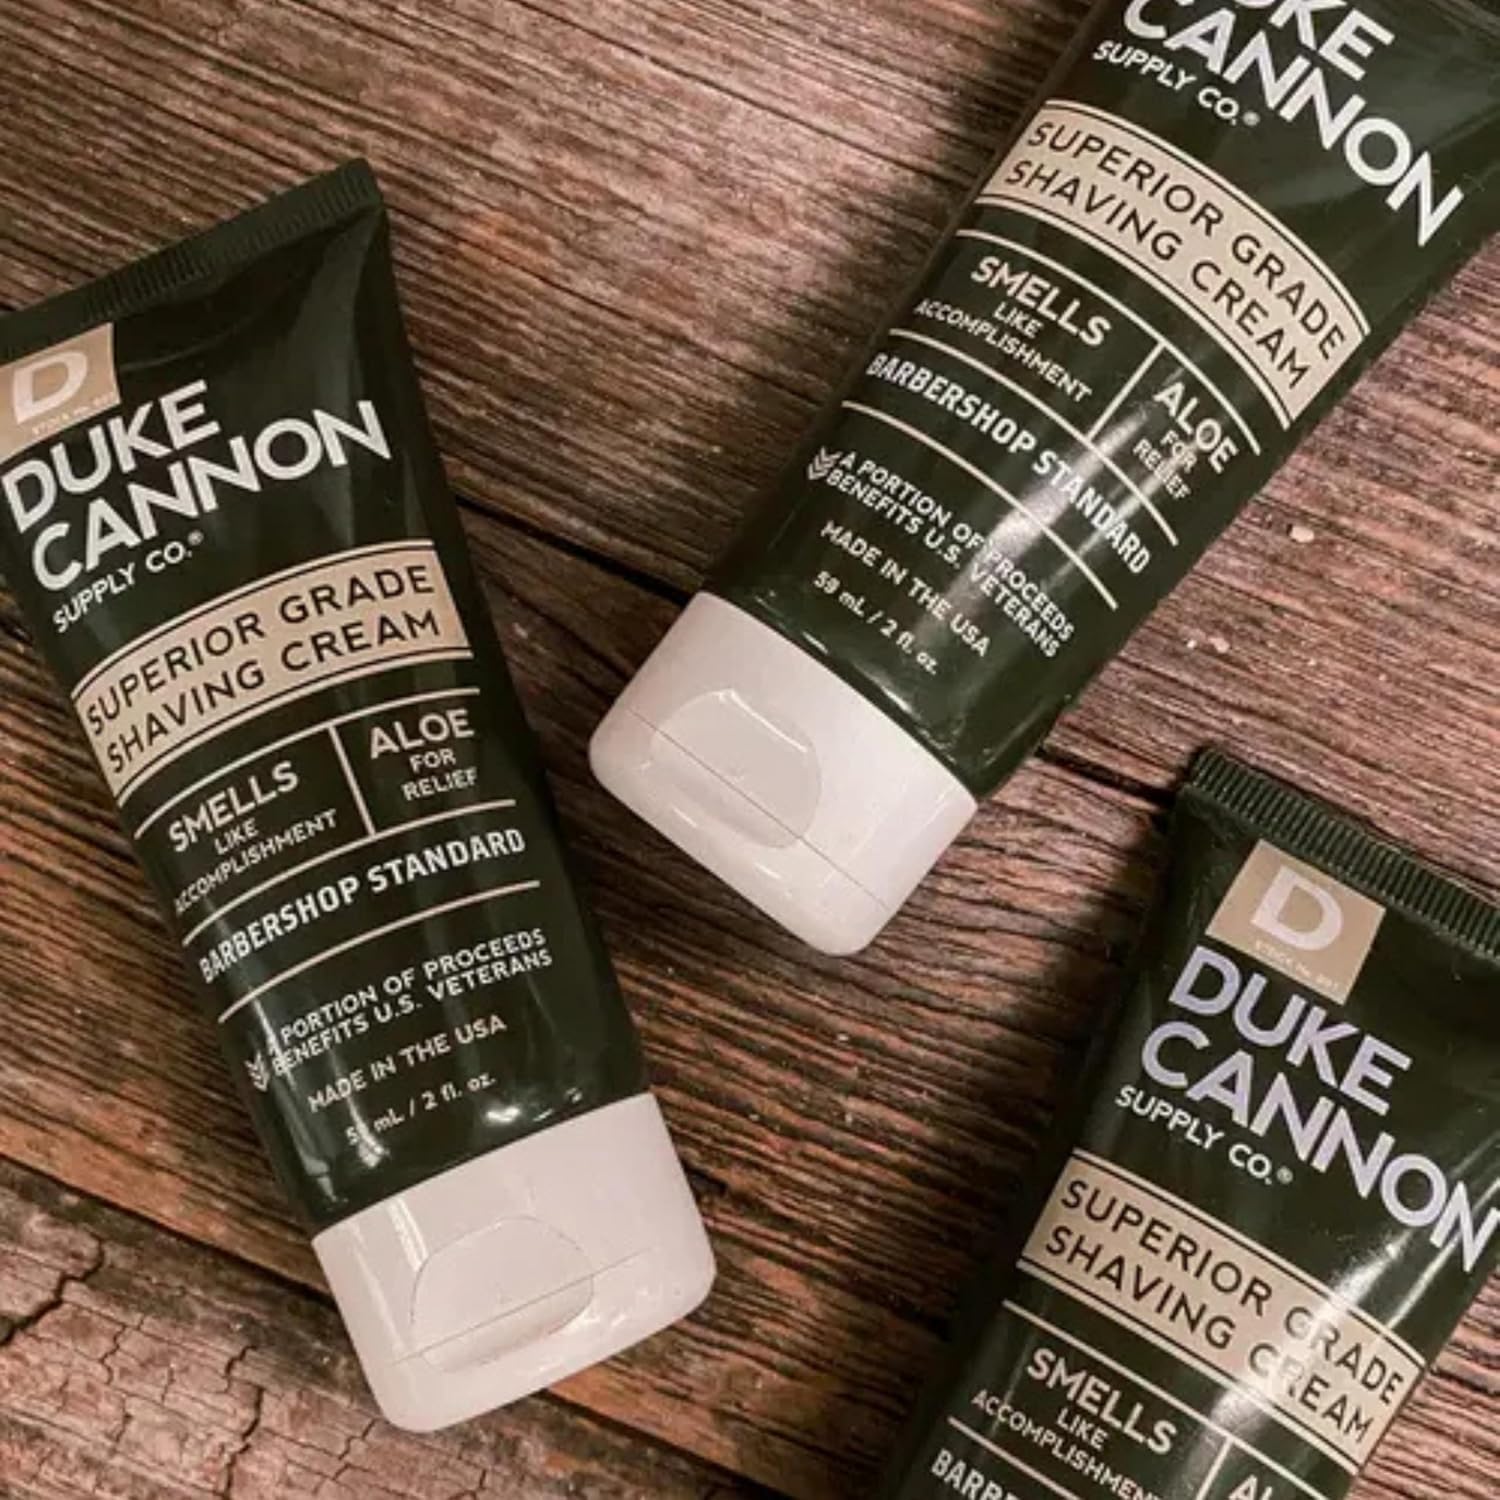 D
DUKE
CANNON
SUPPLY CO.®
SUPERIOR GRADE
SHAVING CREAM
SMELLS
LIKE
ACCOMPLISHMENT
ALOE
FOR
RELIEF
BARBERSHOP STANDARD
A PORTION OF PROCEEDS
BENEFITS U.S. VETERANS
MADE IN THE USA
mL / 2 fl. oz.
DUKE
CANNON
SUPPLY CO.®
SUPERIOR GRADE
SHAVING CREAM
SMELLS
LIKE
ACCOMPLISHMENT
ALOE
FOR
RELIEF
BARBERSHOP STANDARD
A PORTION OF PROCEEDS
BENEFITS U.S. VETERANS
MADE IN THE USA
59 mL / 2 fl. oz.
D
DUKE
CANNON
SUPPLY CO.®
SUPERIOR GRADE
SHAVING CREAM
SMELLS
LIKE
ACCOMPLISHMENT
AL
BARBE